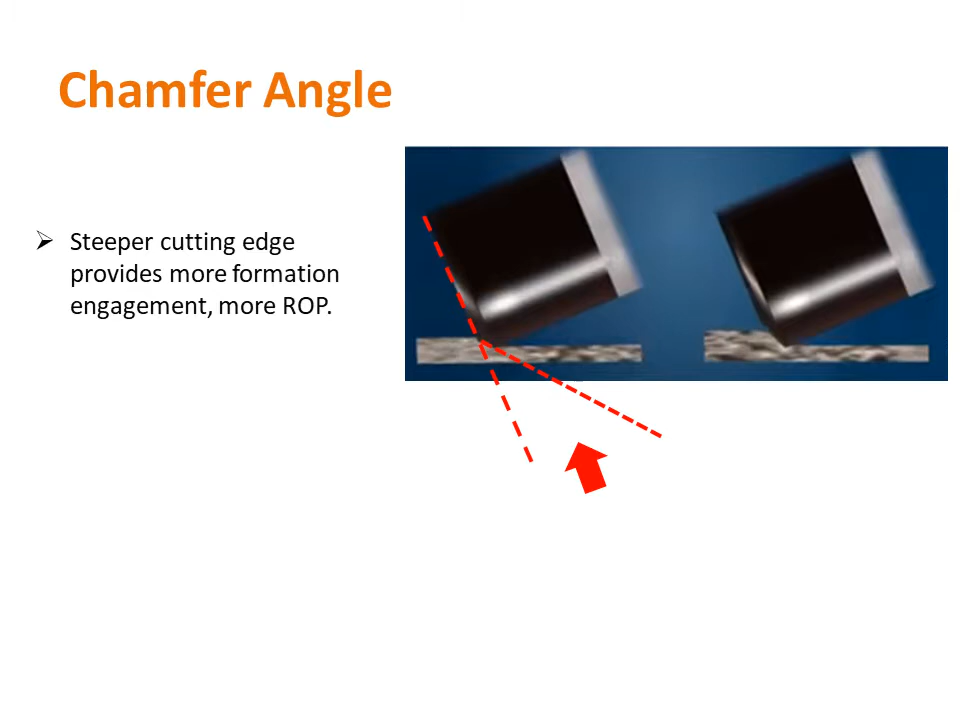 Chamfer Angle
Steeper cutting edge
provides more formation
engagement, more ROP.